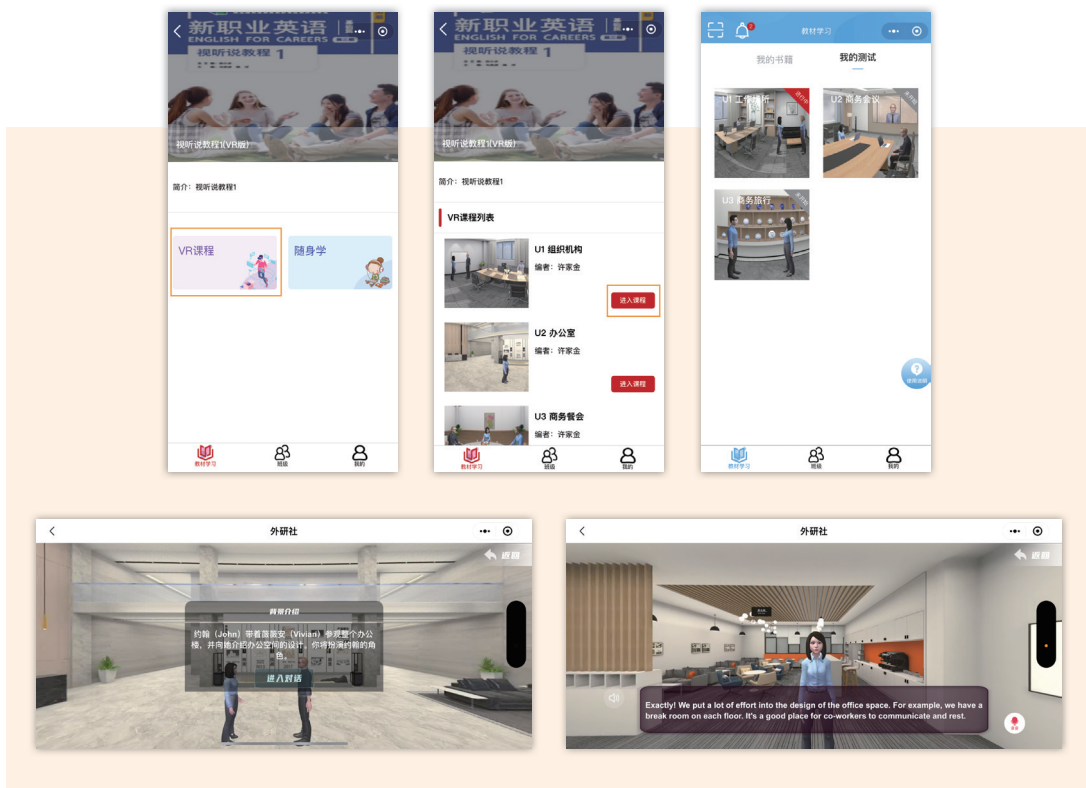 新职业英语
ENGLISH FOR CAREERS
视听说教程 1
视听说教程1(VR版)
简介：视听说教程1
VR课程
随身学
教材学习
班级
我的
新职业英语
ENGLISH FOR CAREERS
视听说教程 1
视听说教程1(VR版)
简介：视听说教程1
VR课程列表
U1 组织机构
编者：许家金
进入课程
U2 办公室
编者：许家金
进入课程
U3 商务餐会
编者：许家金
教材学习
班级
我的
教材学习
我的书籍
我的测试
U1 工作场所
进行中
U2 商务会议
U3 商务旅行
使用说明
教材学习
班级
我的
外研社
返回
背景介绍
约翰（John）带着薇薇安（Vivian）参观整个办公
楼，并向她介绍办公空间的设计。你将扮演约翰的角
色。
进入对话
外研社
返回
Exactly! We put a lot of effort into the design of the office space. For example, we have a
break room on each floor. It's a good place for co-workers to communicate and rest.